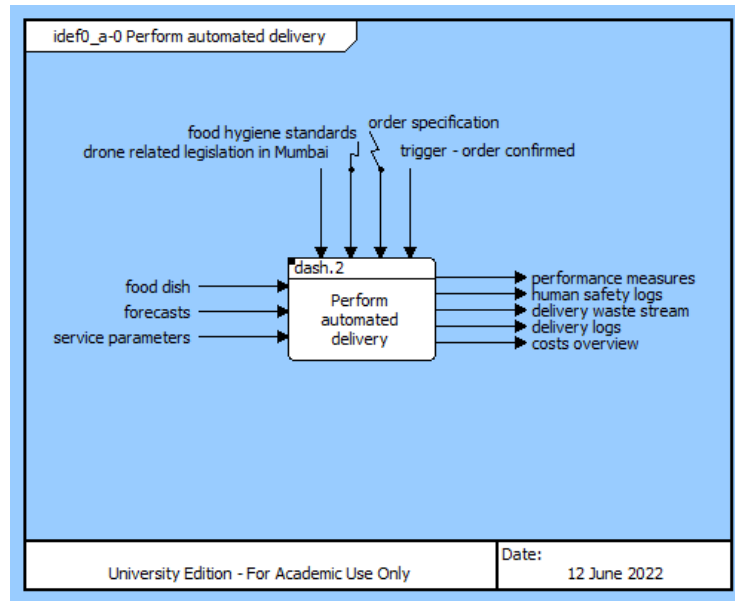 idef0_a-0 Perform automated delivery
order specification
food hygiene standards
drone related legislation in Mumbai
trigger - order confirmed
dash.2
Perform
automated
delivery
food dish
forecasts
service parameters
performance measures
human safety logs
delivery waste stream
delivery logs
costs overview
University Edition - For Academic Use Only
Date:
12 June 2022